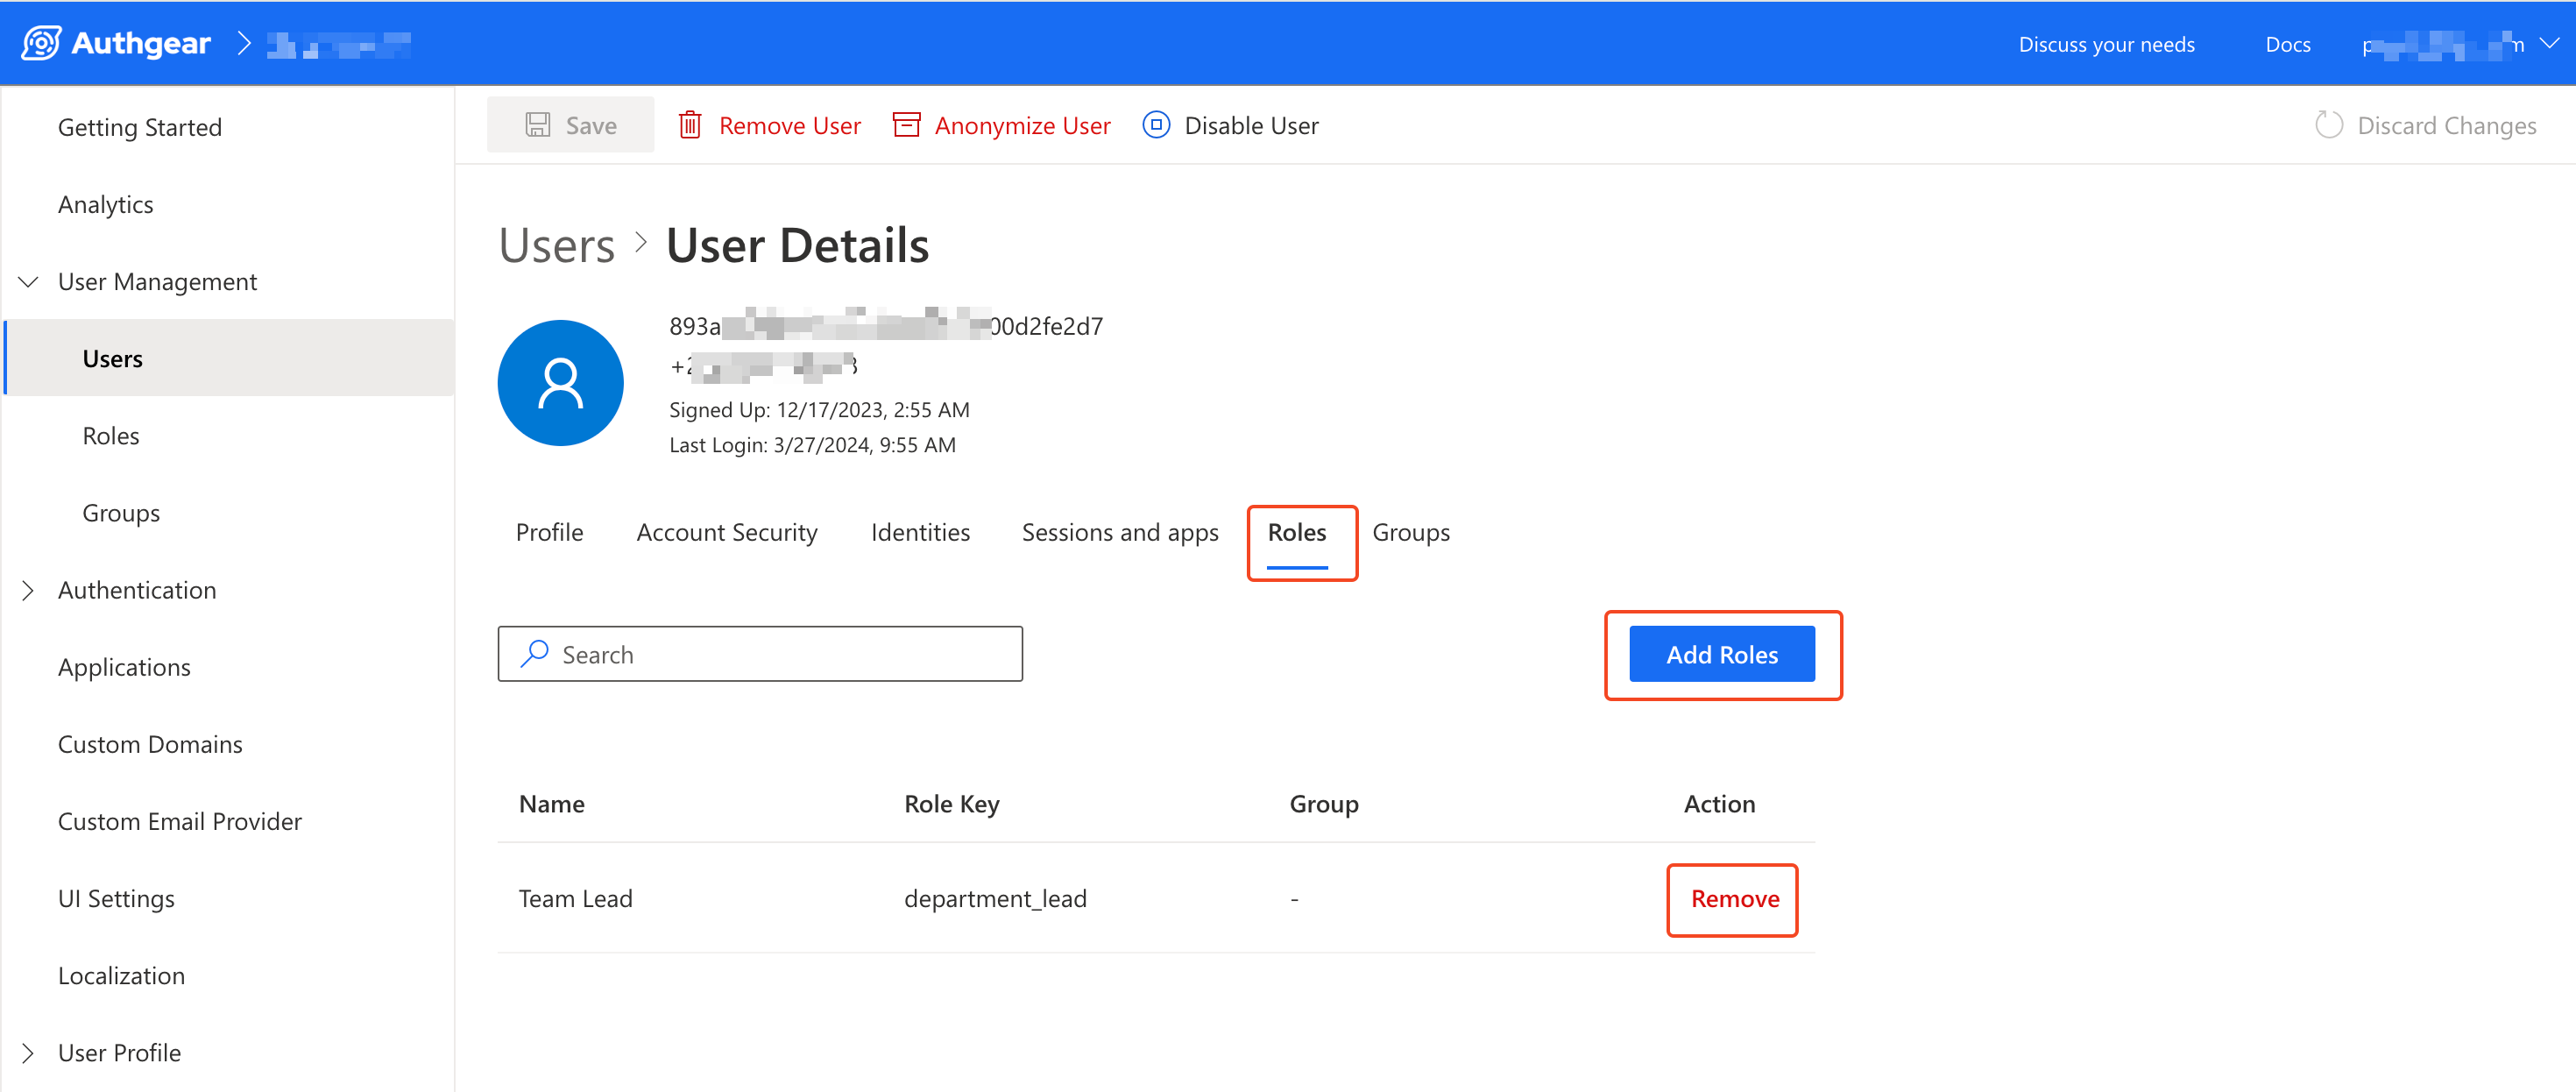 Authgear
Discuss your needs
Docs
Save
Remove User
Anonymize User
Disable User
Discard Changes
Getting Started
Analytics
User Management
Users
Roles
Groups
Authentication
Applications
Custom Domains
Custom Email Provider
UI Settings
Localization
User Profile
Users > User Details
893a
00d2fe2d7
Signed Up: 12/17/2023, 2:55 AM
Last Login: 3/27/2024, 9:55 AM
Profile
Account Security
Identities
Sessions and apps
Roles
Groups
Search
Add Roles
Name Role Key Group Action
Team Lead department_lead - Remove